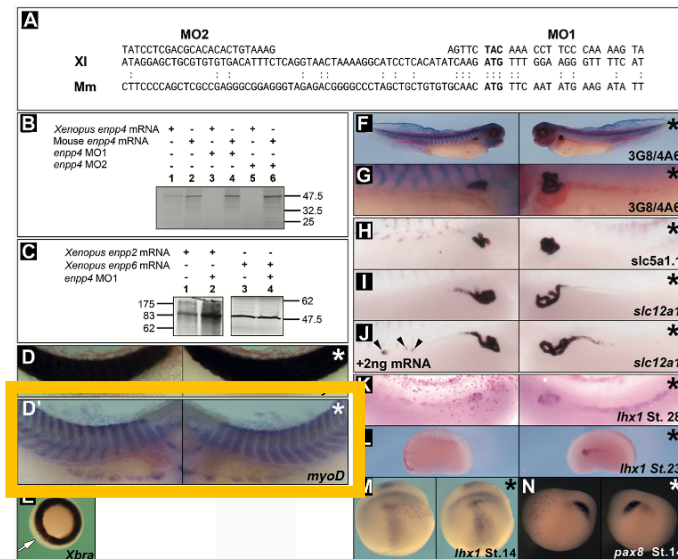 A
MO2 MO1
TATCCTCGACGCACACACTGTAAAG AGTTC TAC AAA CCT TCC CAA AAG TA
Xl ATAGGAGCTGCGTGTGTGACATTTCTCAGGTAACTAAAAGGCATCCTCACATATCAAG ATG TTT GGA AGG GTT TTC AT
Mm CTTCCCCAGCTCGCCGAGGGCGGAGGGTAGAGACGGGGCCCTAGCTGCTGTGTGCAAC ATG TTC AAT ATG AAG ATA TT
B
Xenopus enpp4 mRNA + - + - + -
Mouse enpp4 mRNA - + - + - +
enpp4 MO1 - - + + - -
enpp4 MO2 - - - - + +
1 2 3 4 5 6
47.5
32.5
25
C
Xenopus enpp2 mRNA + + - -
Xenopus enpp6 mRNA - - + +
enpp4 MO1 - + - +
1 2 3 4
175
83
62
62
47.5
D *
D' *
myoD
E
Xbra
F *
3G8/4A6
G *
3G8/4A6
H *
slc5a1.1
I *
slc12a1
J *
+2ng mRNA slc12a1
K *
lhx1 St. 28
L *
lhx1 St.23
M *
lhx1 St.14
N *
pax8 St.14